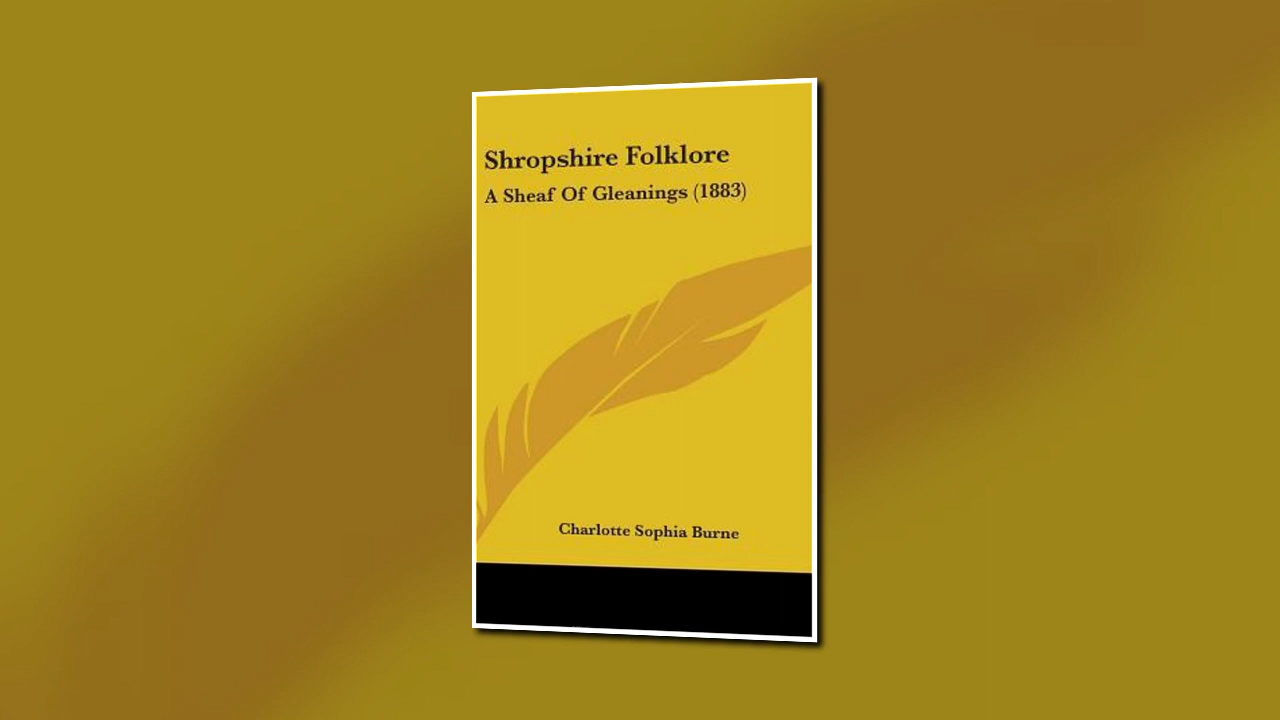 Shropshire Folklore
A Sheaf Of Gleanings (1883)
Charlotte Sophia Burne